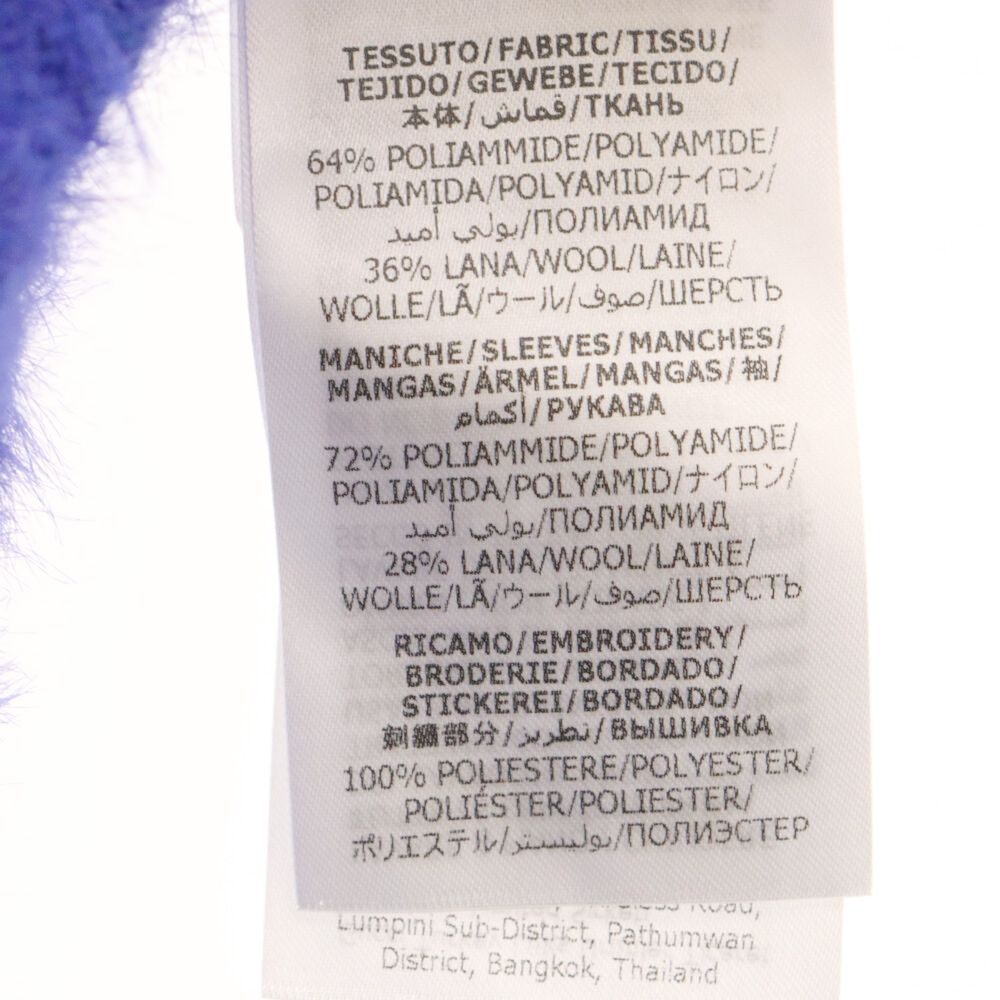 TESSUTO/FABRIC/TISSU/
TEJIDO/GEWEBE/TECIDO/
本体/قماش/ТКАНЬ
64% POLIAMMIDE/POLYAMIDE/
POLIAMIDA/POLYAMID/ナイロン/
بولي أميد/ПОЛИАМИД
36% LANA/WOOL/LAINE/
WOLLE/LÃ/ウール/صوف/ШЕРСТЬ
MANICHE/SLEEVES/MANCHES/
MANGAS/ÄRMEL/MANGAS/袖/
أكمام/РУКАВА
72% POLIAMMIDE/POLYAMIDE/
POLIAMIDA/POLYAMID/ナイロン/
بولي أميد/ПОЛИАМИД
28% LANA/WOOL/LAINE/
WOLLE/LÃ/ウール/صوف/ШЕРСТЬ
RICAMO/EMBROIDERY/
BRODERIE/BORDADO/
STICKEREI/BORDADO/
刺繍部分/تطريز/ВЫШИВКА
100% POLIESTERE/POLYESTER/
POLIÉSTER/POLIESTER/
ポリエステル/بوليستر/ПОЛИЭСТЕР
Road,
Lumpini Sub-District, Pathumwan
District, Bangkok, Thailand